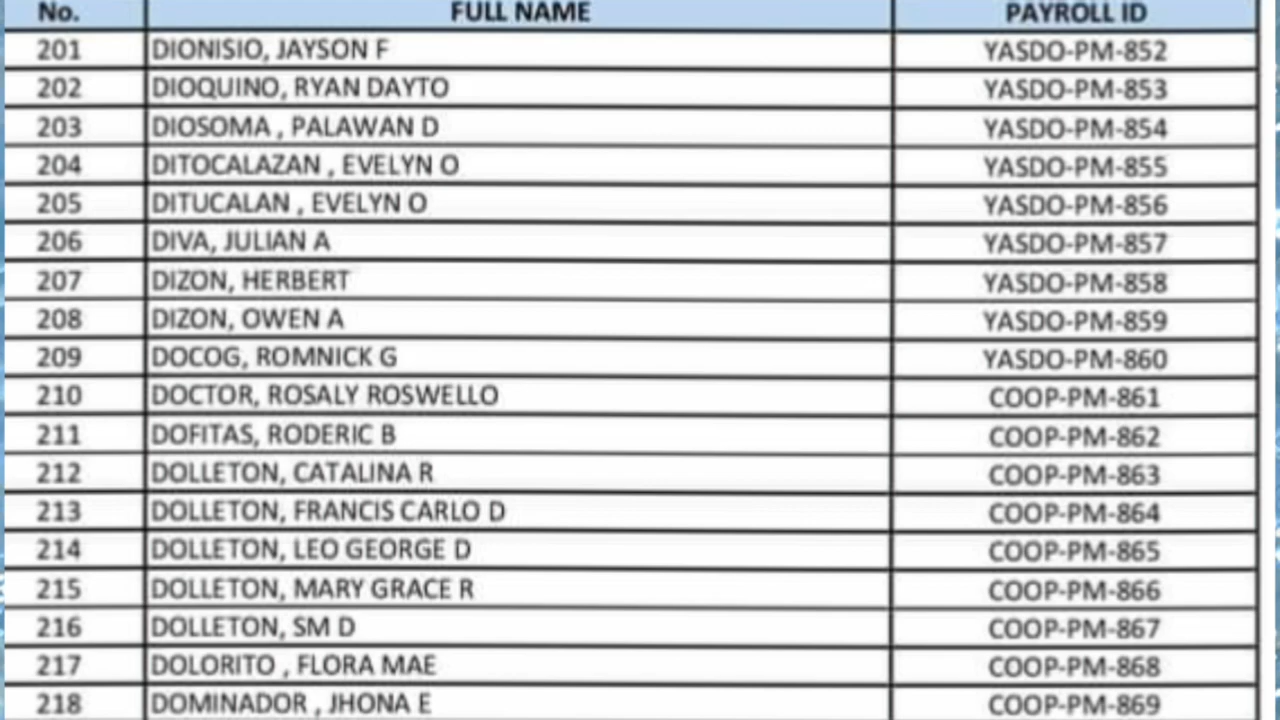 No. FULL NAME PAYROLL ID
201 DIONISIO, JAYSON F YASDO-PM-852
202 DIOQUINO, RYAN DAYTO YASDO-PM-853
203 DIOSOMA , PALAWAN D YASDO-PM-854
204 DITOCALAZAN , EVELYN O YASDO-PM-855
205 DITUCALAN , EVELYN O YASDO-PM-856
206 DIVA, JULIAN A YASDO-PM-857
207 DIZON, HERBERT YASDO-PM-858
208 DIZON, OWEN A YASDO-PM-859
209 DOCOG, ROMNICK G YASDO-PM-860
210 DOCTOR, ROSALY ROSWELLO COOP-PM-861
211 DOFITAS, RODERIC B COOP-PM-862
212 DOLLETON, CATALINA R COOP-PM-863
213 DOLLETON, FRANCIS CARLO D COOP-PM-864
214 DOLLETON, LEO GEORGE D COOP-PM-865
215 DOLLETON, MARY GRACE R COOP-PM-866
216 DOLLETON, SM D COOP-PM-867
217 DOLORITO , FLORA MAE COOP-PM-868
218 DOMINADOR , JHONA E COOP-PM-869